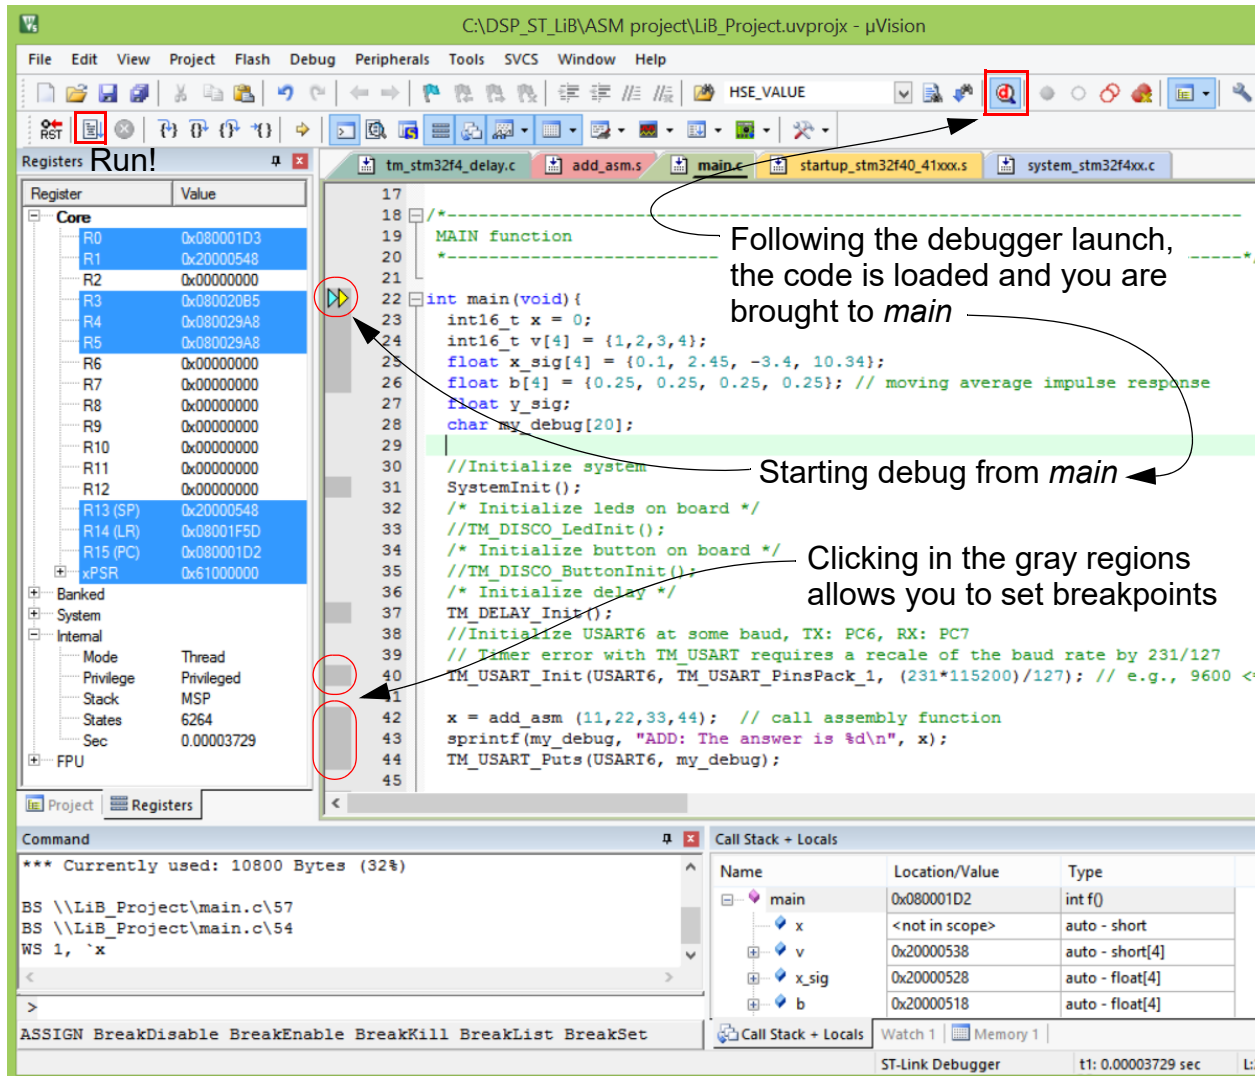 C:\DSP_ST_LiB\ASM project\LiB_Project.uvprojx - µVision
File Edit View Project Flash Debug Peripherals Tools SVCS Window Help
HSE_VALUE
RST
Registers Run!
tm_stm32f4_delay.c add_asm.s main.c startup_stm32f40_41xxx.s system_stm32f4xx.c
Register Value
Core
R0 0x080001D3
R1 0x20000548
R2 0x00000000
R3 0x080020B5
R4 0x080029A8
R5 0x080029A8
R6 0x00000000
R7 0x00000000
R8 0x00000000
R9 0x00000000
R10 0x00000000
R11 0x00000000
R12 0x00000000
R13 (SP) 0x20000548
R14 (LR) 0x08001F5D
R15 (PC) 0x080001D2
xPSR 0x61000000
Banked
System
Internal
Mode Thread
Privilege Privileged
Stack MSP
States 6264
Sec 0.00003729
FPU
Project Registers
17
18 /*----------------------------------------------------------------------------------------
19 MAIN function
20 *----------------------------------------------------------------------------------------*/
21
22 int main(void){
23 int16_t x = 0;
24 int16_t v[4] = {1,2,3,4};
25 float x_sig[4] = {0.1, 2.45, -3.4, 10.34};
26 float b[4] = {0.25, 0.25, 0.25, 0.25}; // moving average impulse response
27 float y_sig;
28 char my_debug[20];
29
30 //Initialize system
31 SystemInit();
32 /* Initialize leds on board */
33 //TM_DISCO_LedInit();
34 /* Initialize button on board */
35 //TM_DISCO_ButtonInit();
36 /* Initialize delay */
37 TM_DELAY_Init();
38 //Initialize USART6 at some baud, TX: PC6, RX: PC7
39 // Timer error with TM_USART requires a recale of the baud rate by 231/127
40 TM_USART_Init(USART6, TM_USART_PinsPack_1, (231*115200)/127); // e.g., 9600 <=
41
42 x = add_asm (11,22,33,44); // call assembly function
43 sprintf(my_debug, "ADD: The answer is %d\n", x);
44 TM_USART_Puts(USART6, my_debug);
45
Following the debugger launch,
the code is loaded and you are
brought to main
Starting debug from main
Clicking in the gray regions
allows you to set breakpoints
Command
*** Currently used: 10800 Bytes (32%)
BS \\LiB_Project\main.c\57
BS \\LiB_Project\main.c\54
WS 1, `x
>
ASSIGN BreakDisable BreakEnable BreakKill BreakList BreakSet
Call Stack + Locals
Name Location/Value Type
main 0x080001D2 int f()
x <not in scope> auto - short
v 0x20000538 auto - short[4]
x_sig 0x20000528 auto - float[4]
b 0x20000518 auto - float[4]
Call Stack + Locals Watch 1 Memory 1
ST-Link Debugger t1: 0.00003729 sec L: